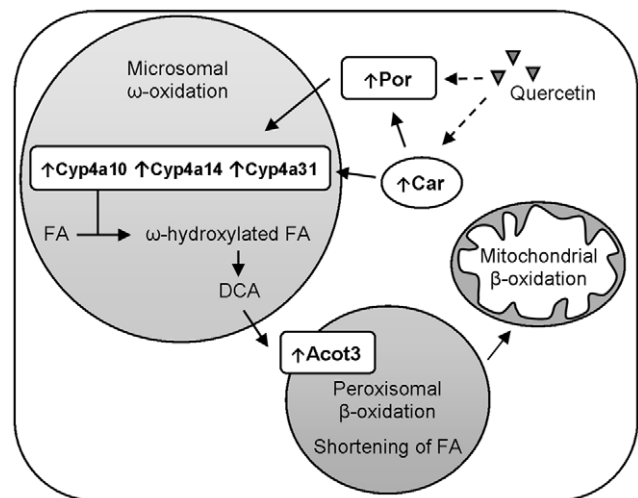 Microsomal
ω-oxidation
↑Por
Quercetin
↑Cyp4a10 ↑Cyp4a14 ↑Cyp4a31
↑Car
FA
ω-hydroxylated FA
DCA
Mitochondrial
β-oxidation
↑Acot3
Peroxisomal
β-oxidation
Shortening of FA